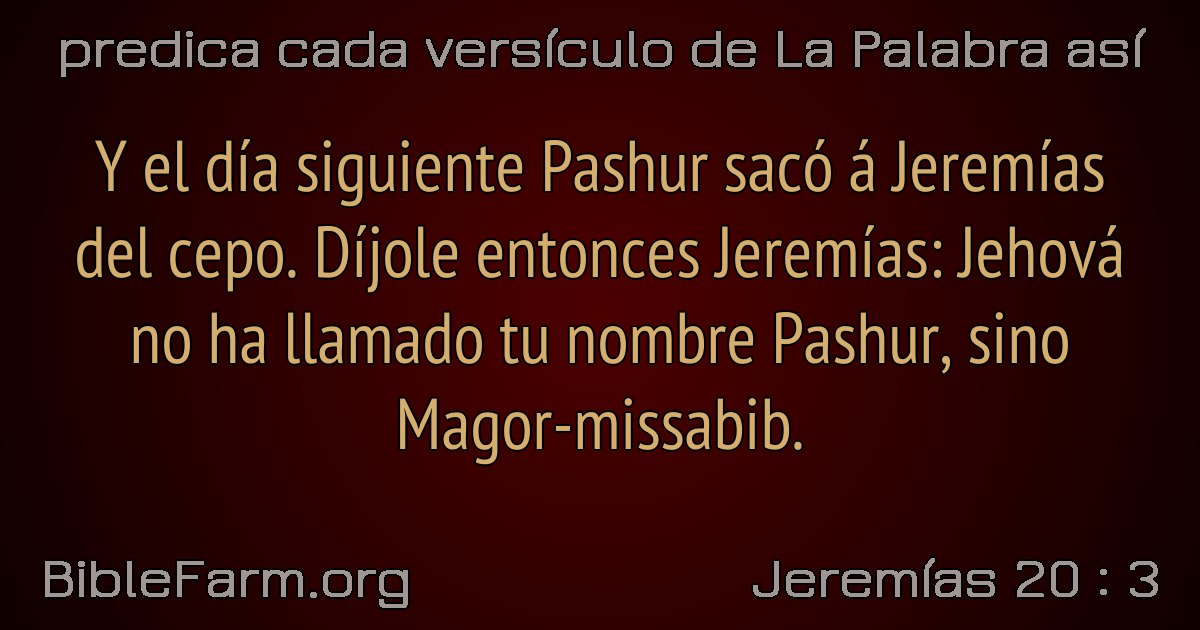 predica cada versículo de La Palabra así
Y el día siguiente Pashur sacó á Jeremías
del cepo. Díjole entonces Jeremías: Jehová
no ha llamado tu nombre Pashur, sino
Magor-missabib.
BibleFarm.org
Jeremías 20 : 3